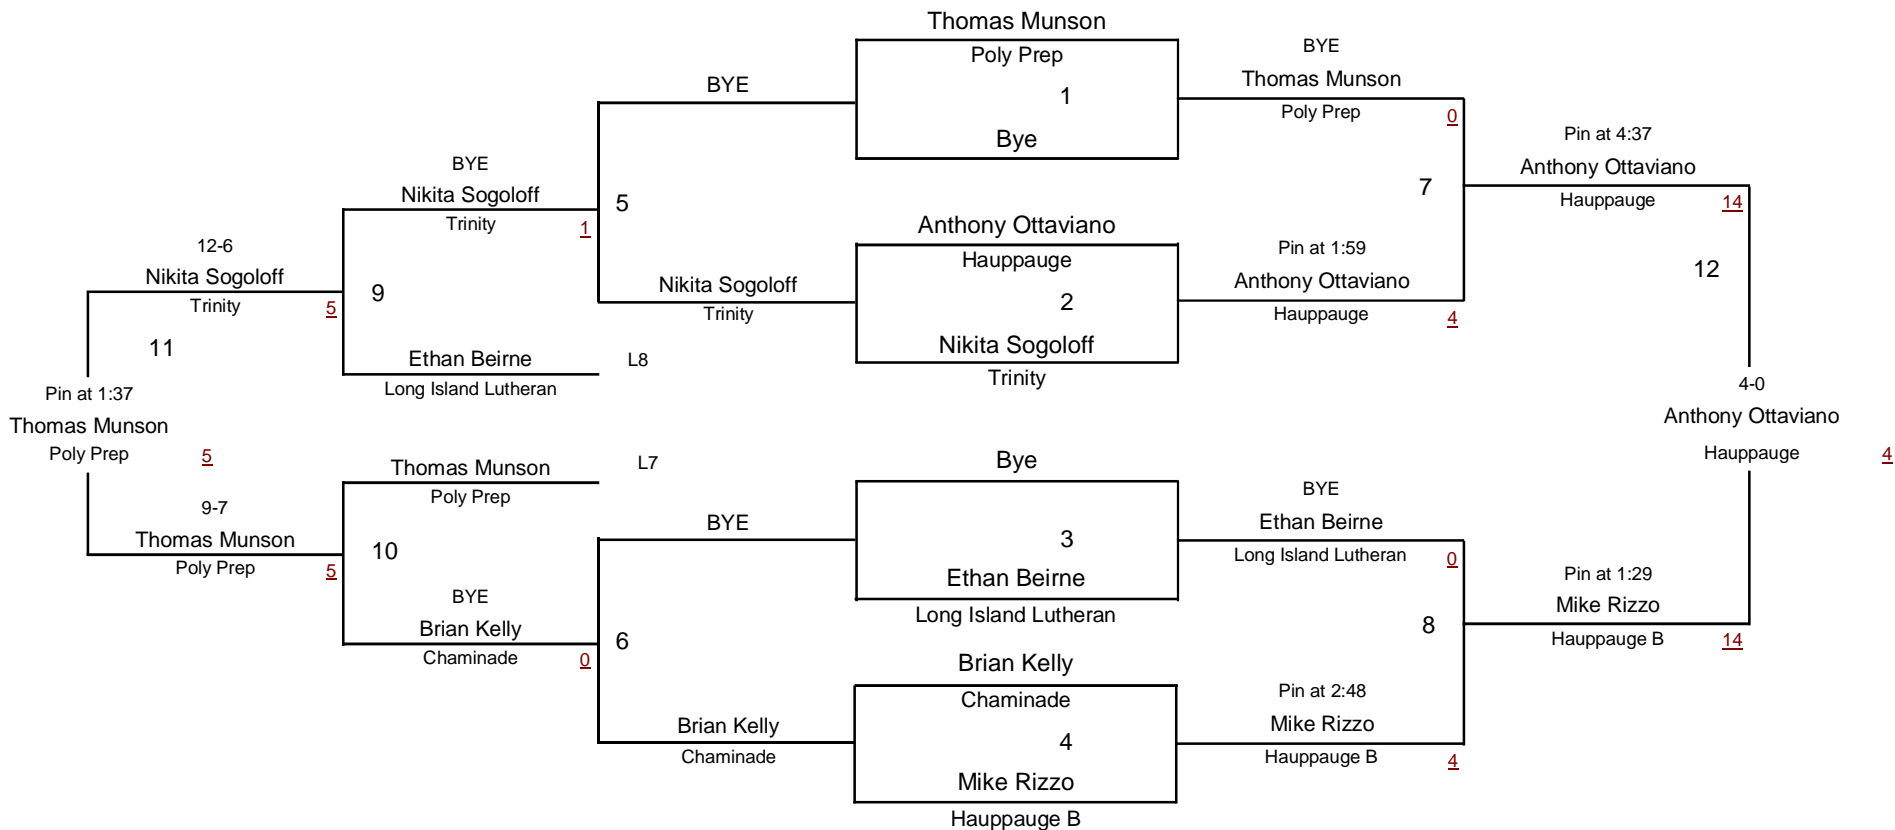 Thomas Munson
Poly Prep
1
Bye
BYE
Thomas Munson
Poly Prep
0
BYE
5
BYE
Nikita Sogoloff
Trinity
1
Anthony Ottaviano
Hauppauge
2
Nikita Sogoloff
Trinity
Nikita Sogoloff
Trinity
Pin at 1:59
Anthony Ottaviano
Hauppauge
4
7
Pin at 4:37
Anthony Ottaviano
Hauppauge
14
12
12-6
Nikita Sogoloff
Trinity
5
9
Ethan Beirne
Long Island Lutheran
L8
11
Pin at 1:37
Thomas Munson
Poly Prep
5
4-0
Anthony Ottaviano
Hauppauge
4
Thomas Munson
Poly Prep
L7
9-7
Thomas Munson
Poly Prep
5
10
BYE
Brian Kelly
Chaminade
0
BYE
6
Brian Kelly
Chaminade
Bye
3
Ethan Beirne
Long Island Lutheran
BYE
Ethan Beirne
Long Island Lutheran
0
8
Pin at 1:29
Mike Rizzo
Hauppauge B
14
Brian Kelly
Chaminade
4
Mike Rizzo
Hauppauge B
Pin at 2:48
Mike Rizzo
Hauppauge B
4